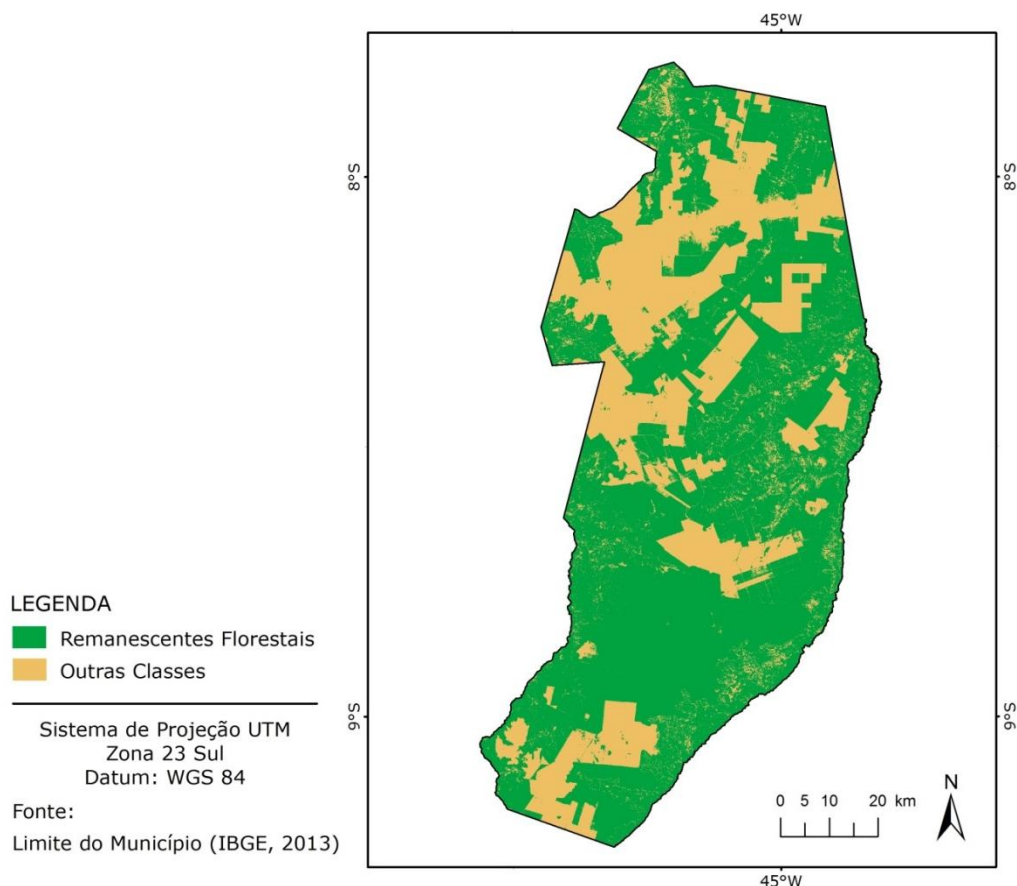 45°W
8°S
8°S
LEGENDA
Remanescentes Florestais
Outras Classes
Sistema de Projeção UTM
Zona 23 Sul
Datum: WGS 84
Fonte:
Limite do Município (IBGE, 2013)
9°S
9°S
N
0 5 10 20 km
45°W